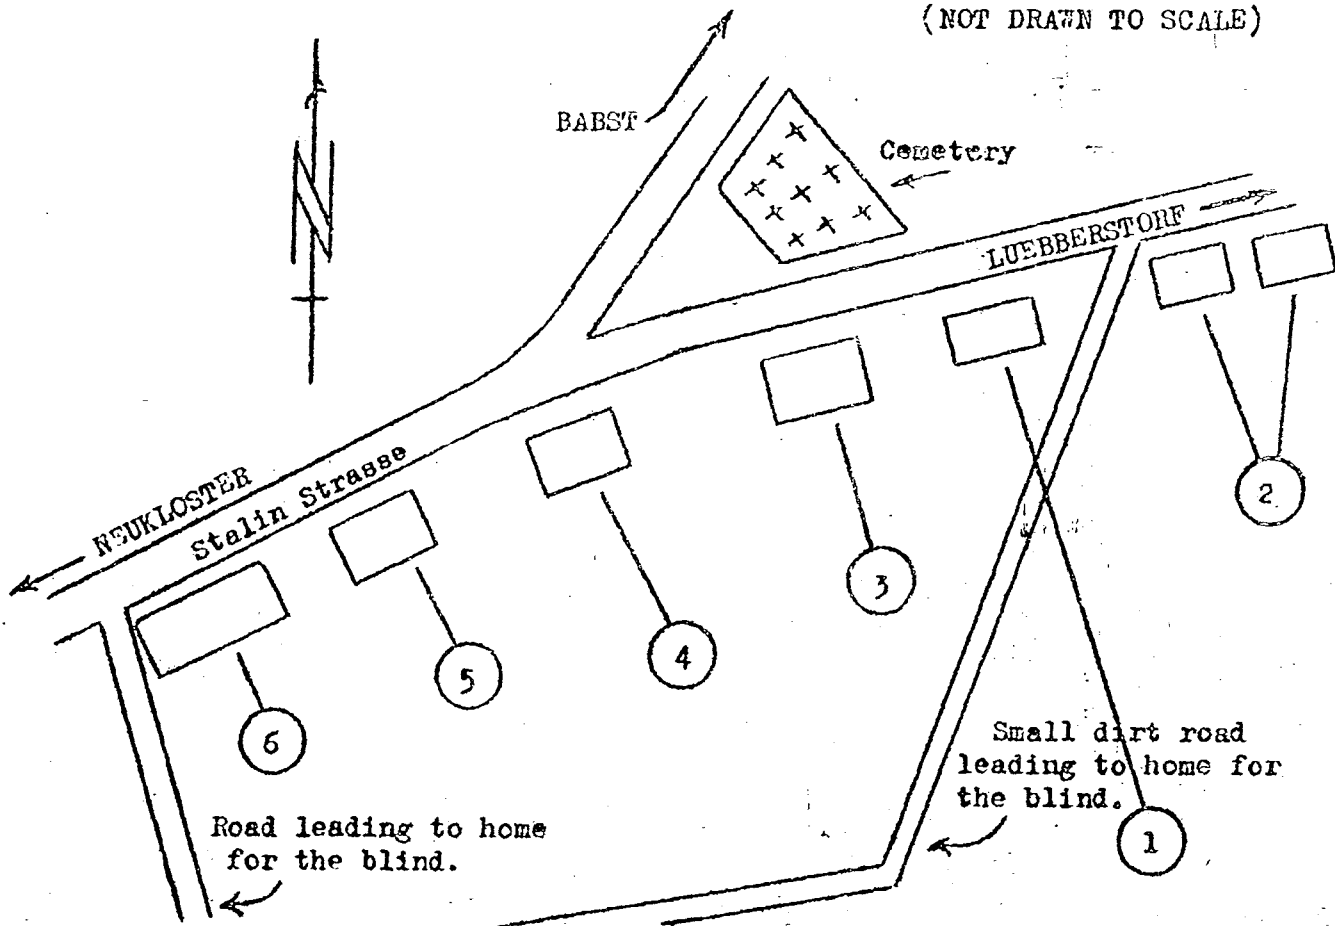 (NOT DRAWN TO SCALE)
BABST
N
Cemetery
LUEBBERSTORF
NEUKLOSTER
Stalin Strasse
2
3
4
5
6
Small dirt road
leading to home for
the blind.
1
Road leading to home
for the blind.